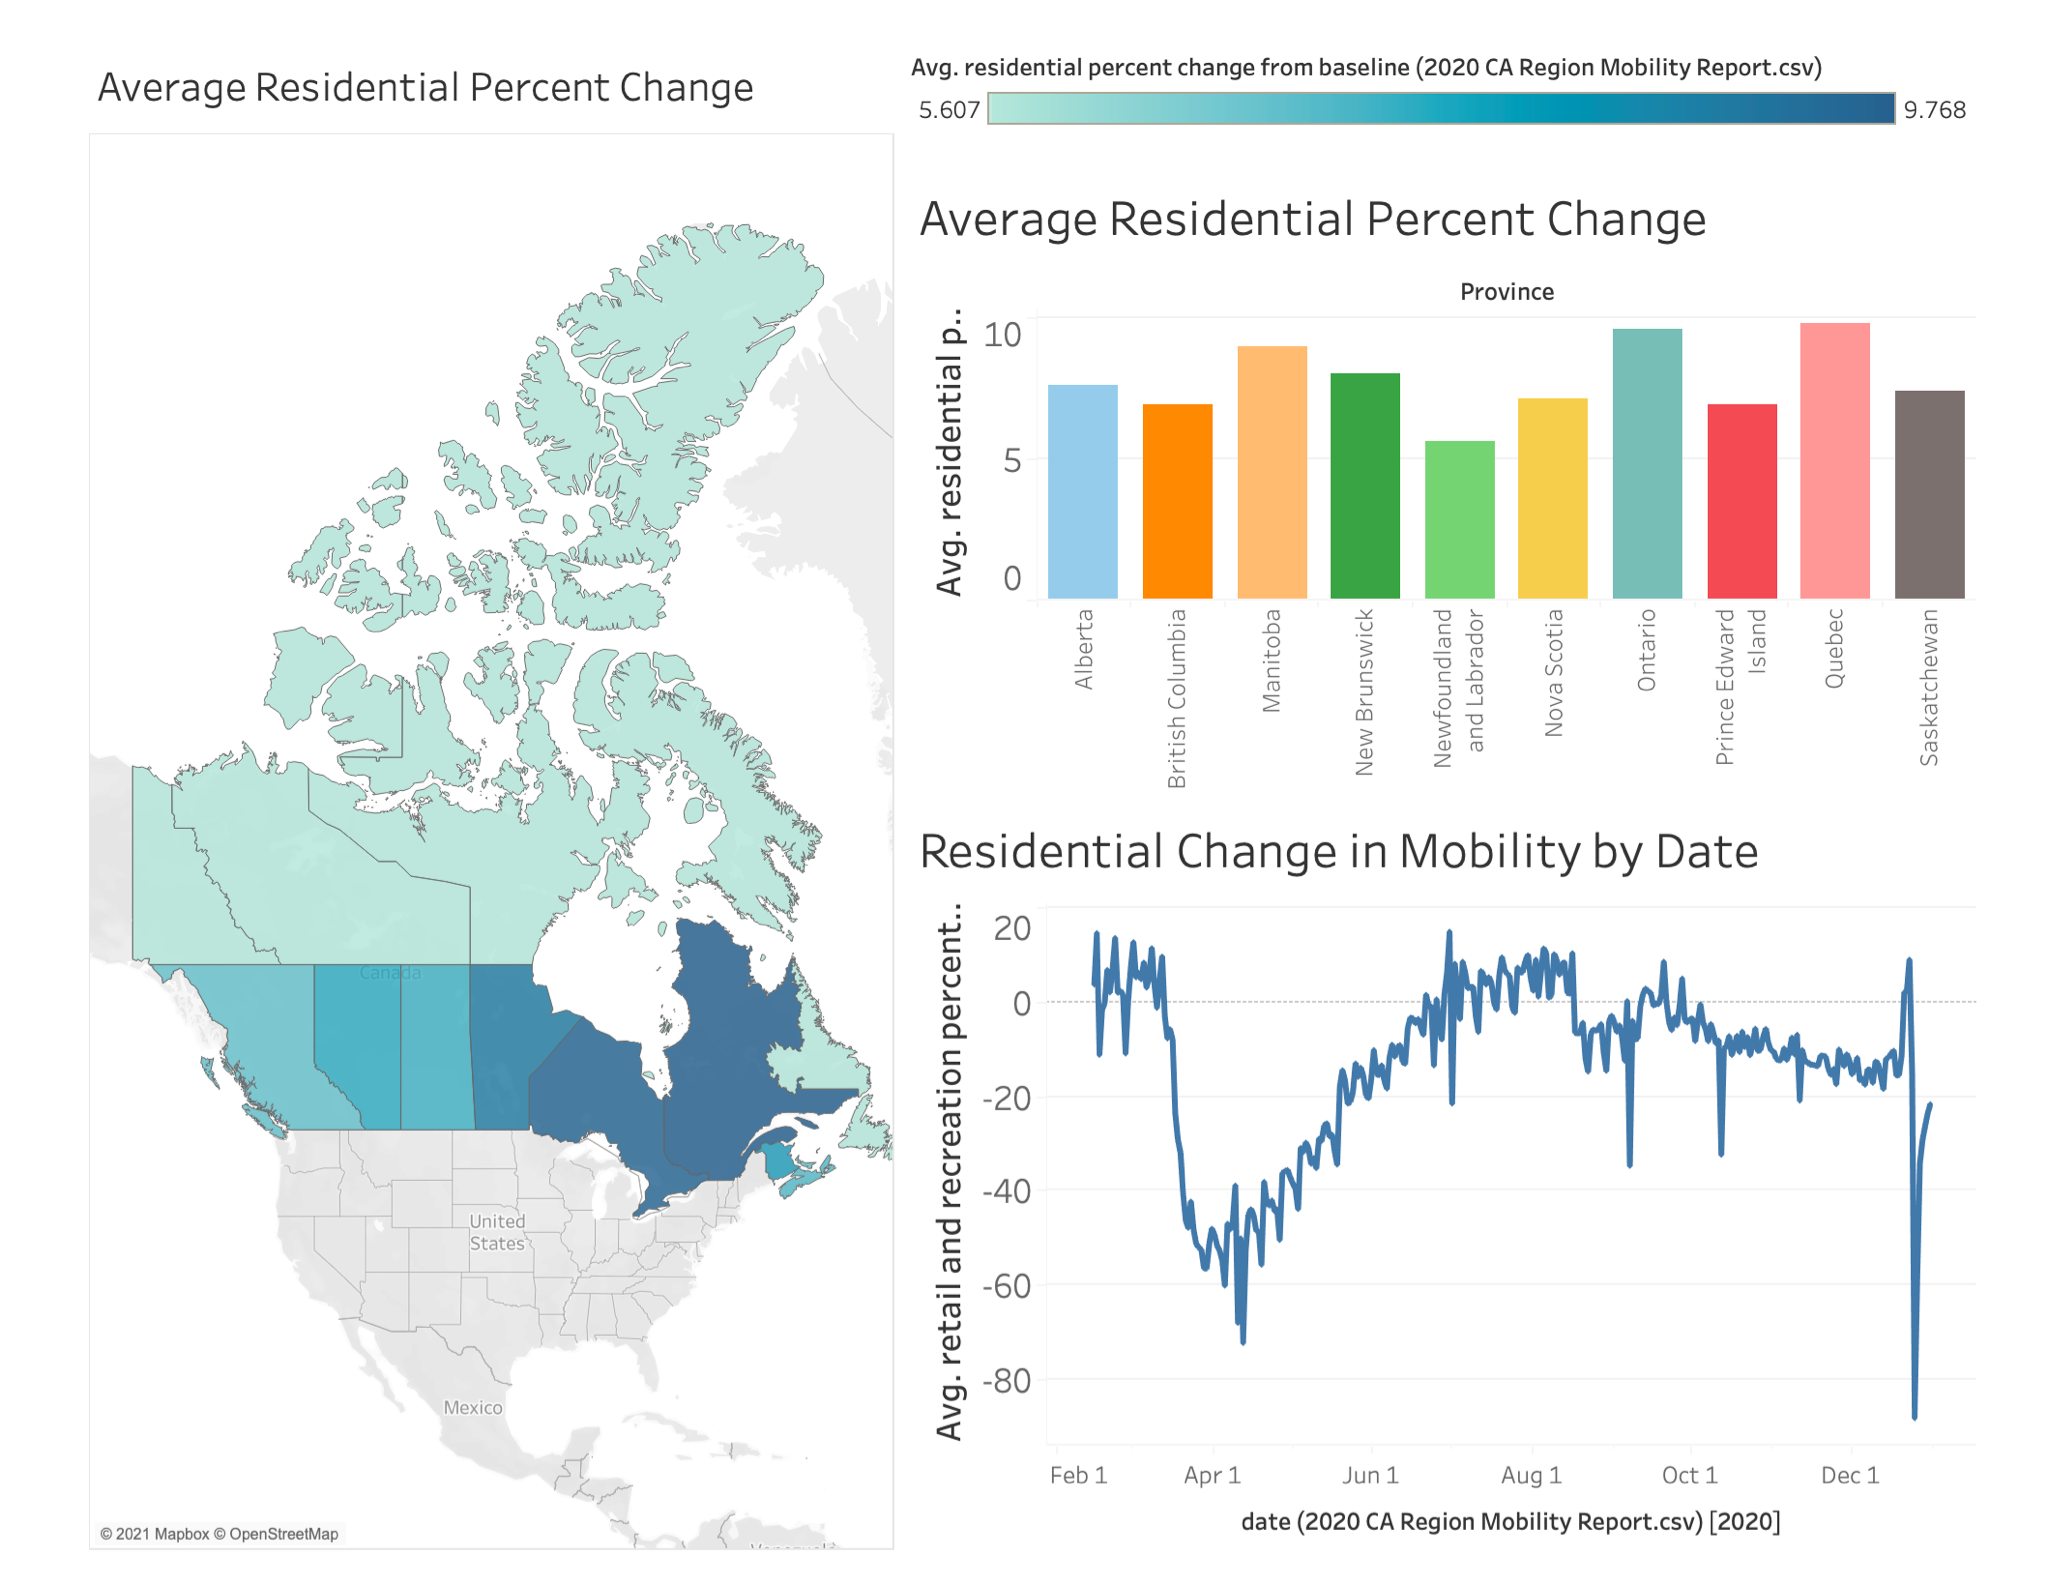 Average Residential Percent Change
Canada
United
States
Mexico
© 2021 Mapbox © OpenStreetMap
Avg. residential percent change from baseline (2020 CA Region Mobility Report.csv)
5.607
9.768
Average Residential Percent Change
Province
Avg. residential p..
10
5
0
Alberta
British Columbia
Manitoba
New Brunswick
Newfoundland
and Labrador
Nova Scotia
Ontario
Prince Edward
Island
Quebec
Saskatchewan
Residential Change in Mobility by Date
Avg. retail and recreation percent..
20
0
-20
-40
-60
-80
Feb 1
Apr 1
Jun 1
Aug 1
Oct 1
Dec 1
date (2020 CA Region Mobility Report.csv) [2020]